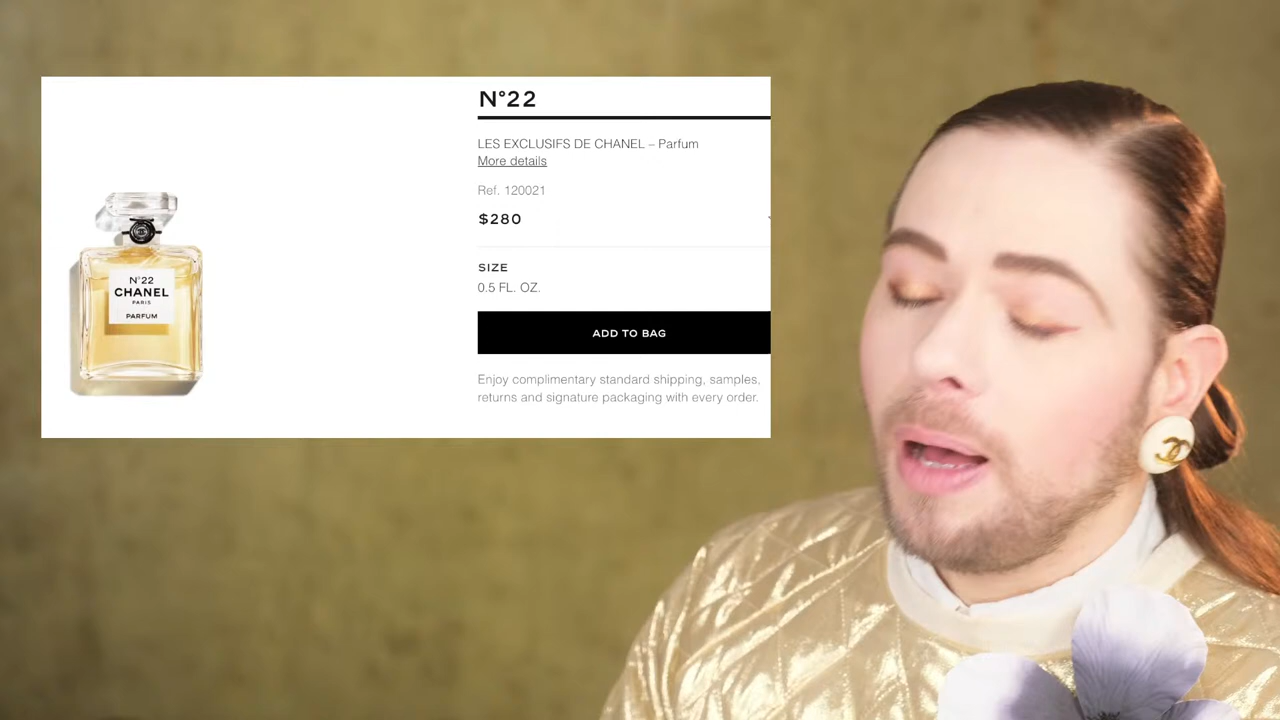 N°22
LES EXCLUSIFS DE CHANEL – Parfum
More details
Ref. 120021
$280
SIZE
0.5 FL. OZ.
ADD TO BAG
Enjoy complimentary standard shipping, samples,
returns and signature packaging with every order.
N°22
CHANEL
PARIS
PARFUM